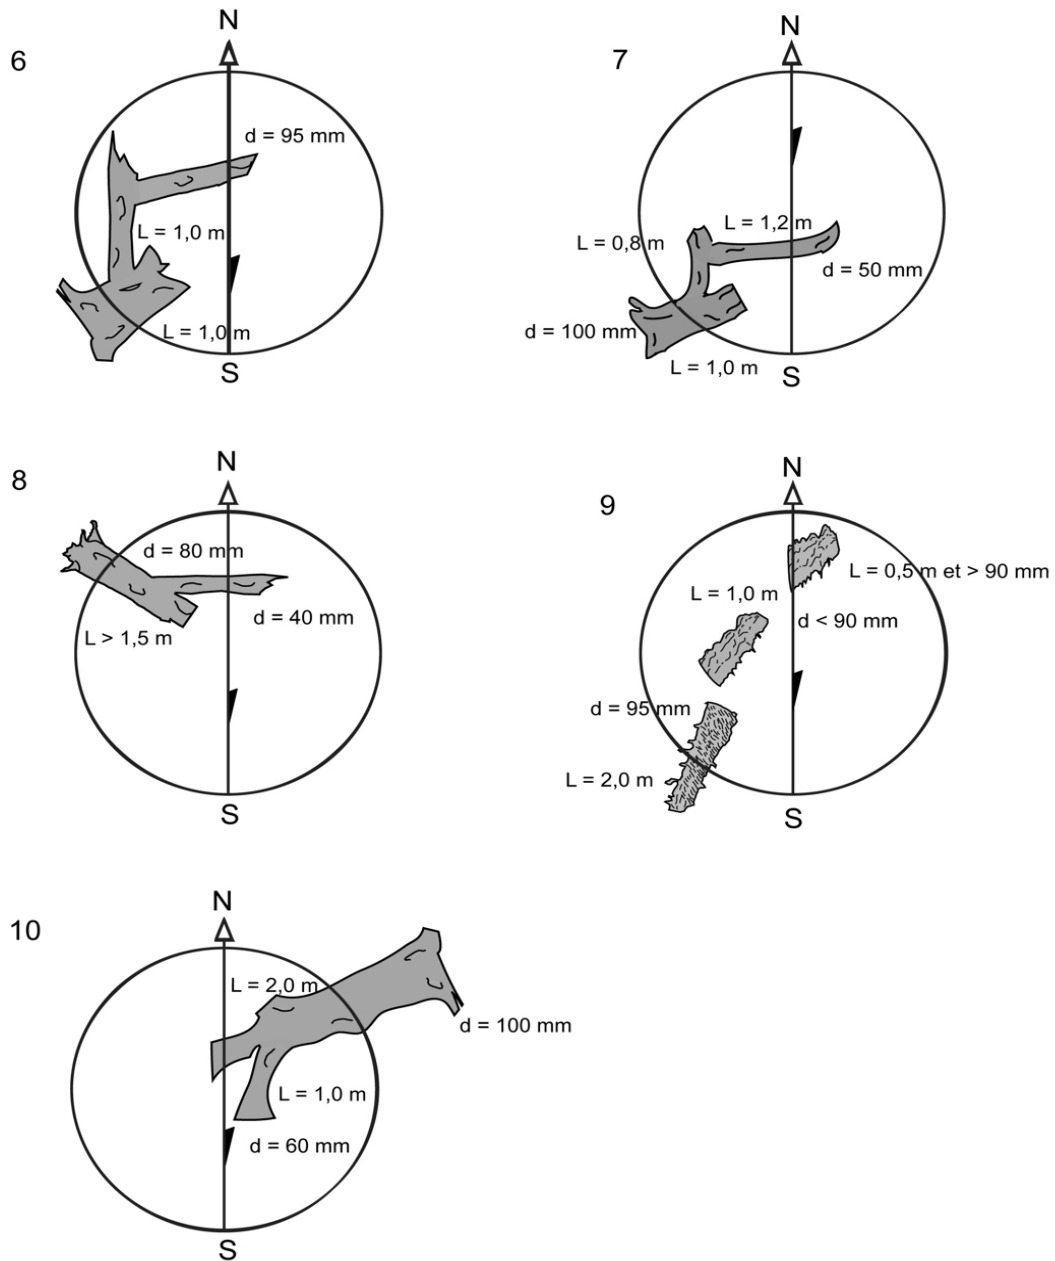 6
N
d = 95 mm
L = 1,0 m
L = 1,0 m
S
7
N
L = 1,2 m
L = 0,8 m
d = 50 mm
d = 100 mm
L = 1,0 m
S
8
N
d = 80 mm
d = 40 mm
L > 1,5 m
S
9
N
L = 0,5 m et > 90 mm
L = 1,0 m
d < 90 mm
d = 95 mm
L = 2,0 m
S
10
N
L = 2,0 m
d = 100 mm
L = 1,0 m
d = 60 mm
S